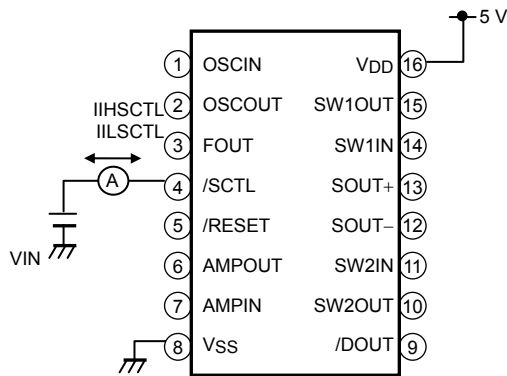 5 V
1 OSCIN VDD 16
IIHSCTL
2 OSCOUT SW1OUT 15
IILSCTL
3 FOUT SW1IN 14
A
4 /SCTL SOUT+ 13
5 /RESET SOUT− 12
VIN
6 AMPOUT SW2IN 11
7 AMPIN SW2OUT 10
8 VSS /DOUT 9